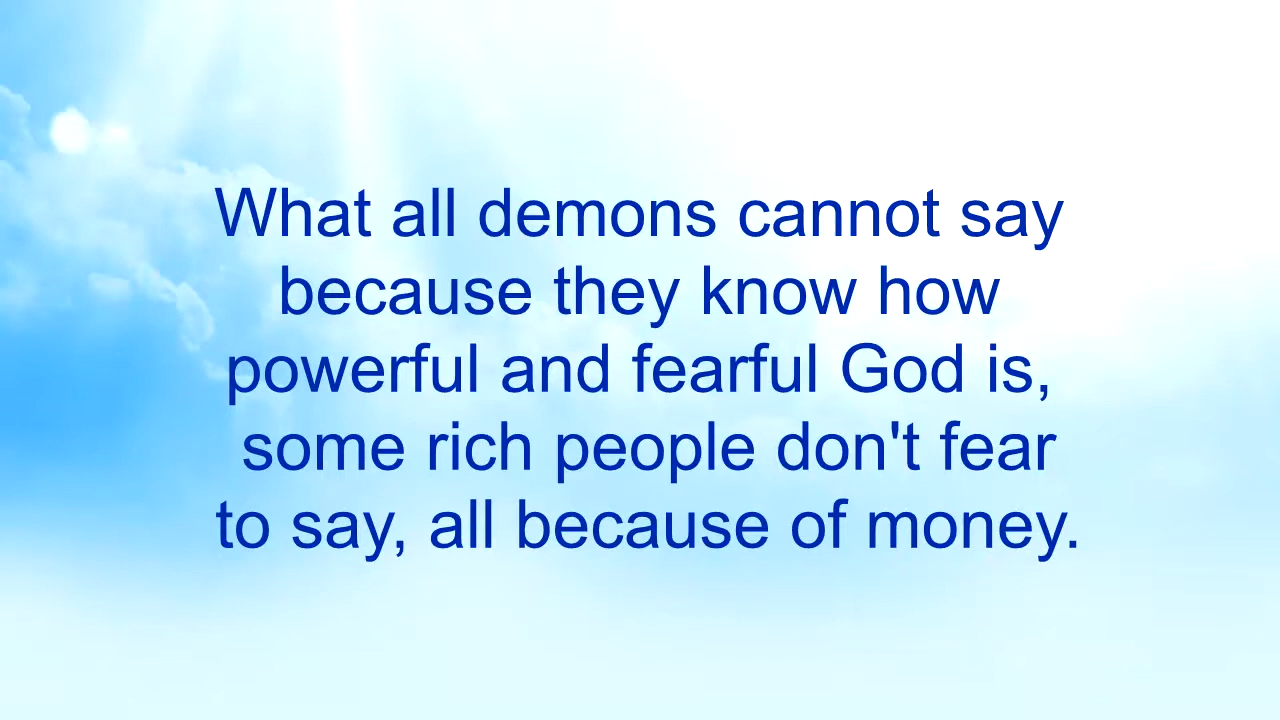 What all demons cannot say
because they know how
powerful and fearful God is,
some rich people don't fear
to say, all because of money.